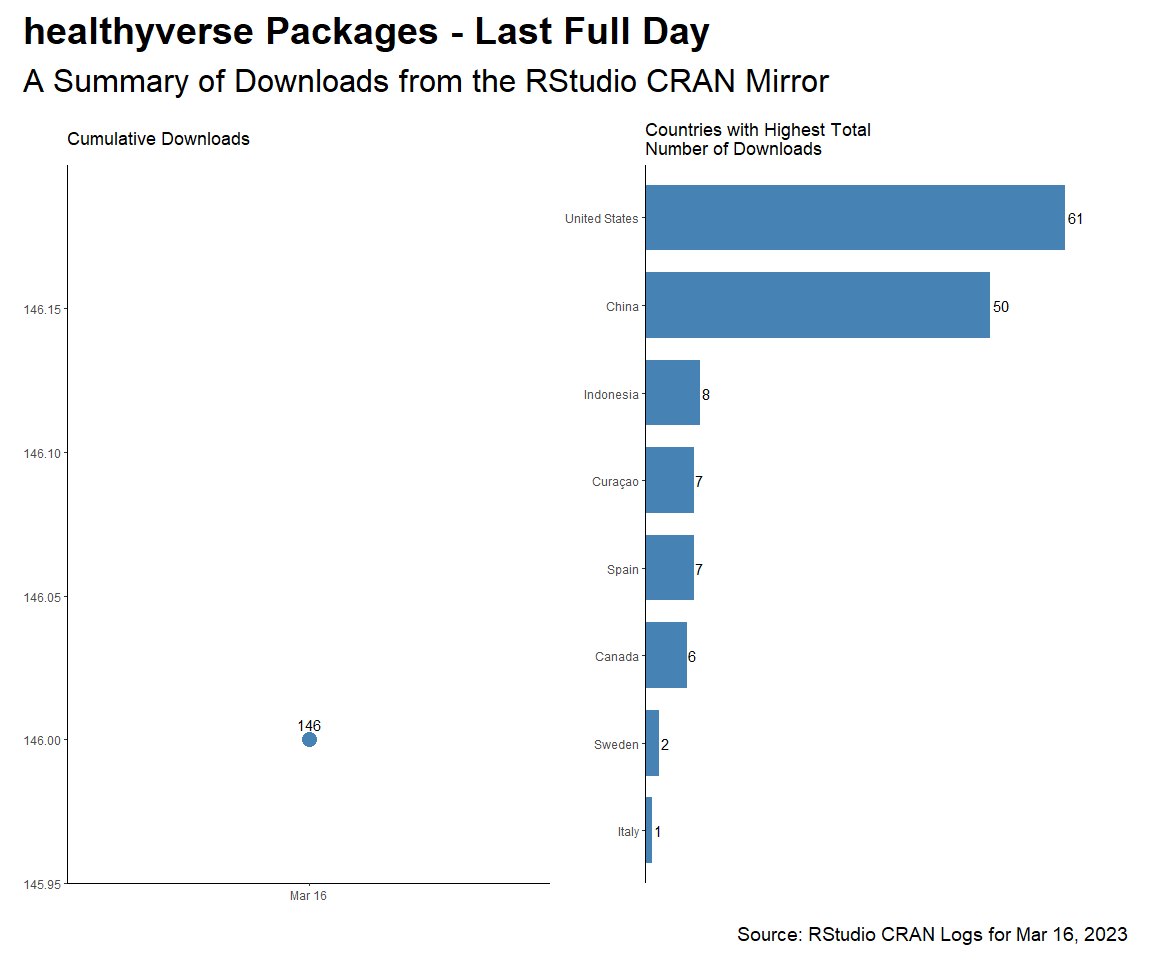 healthyverse Packages - Last Full Day
A Summary of Downloads from the RStudio CRAN Mirror
Cumulative Downloads
146.15
146.10
146.05
146.00
145.95
146
Mar 16
Countries with Highest Total
Number of Downloads
United States 61
China 50
Indonesia 8
Curaçao 7
Spain 7
Canada 6
Sweden 2
Italy 1
Source: RStudio CRAN Logs for Mar 16, 2023